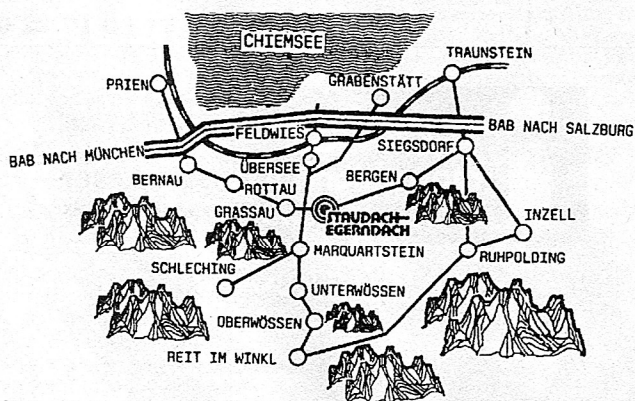 CHIEMSEE
TRAUNSTEIN
PRIEN
GRABENSTÄTT
FELDWIES
BAB NACH SALZBURG
BAB NACH MÜNCHEN
SIEGSDORF
ÜBERSEE
BERNAU
BERGEN
ROTTAU
GRASSAU
STAUDACH-
EGERNDACH
INZELL
MARQUARTSTEIN
RUHPOLDING
SCHLECHING
UNTERWÖSSEN
OBERWÖSSEN
REIT IM WINKL